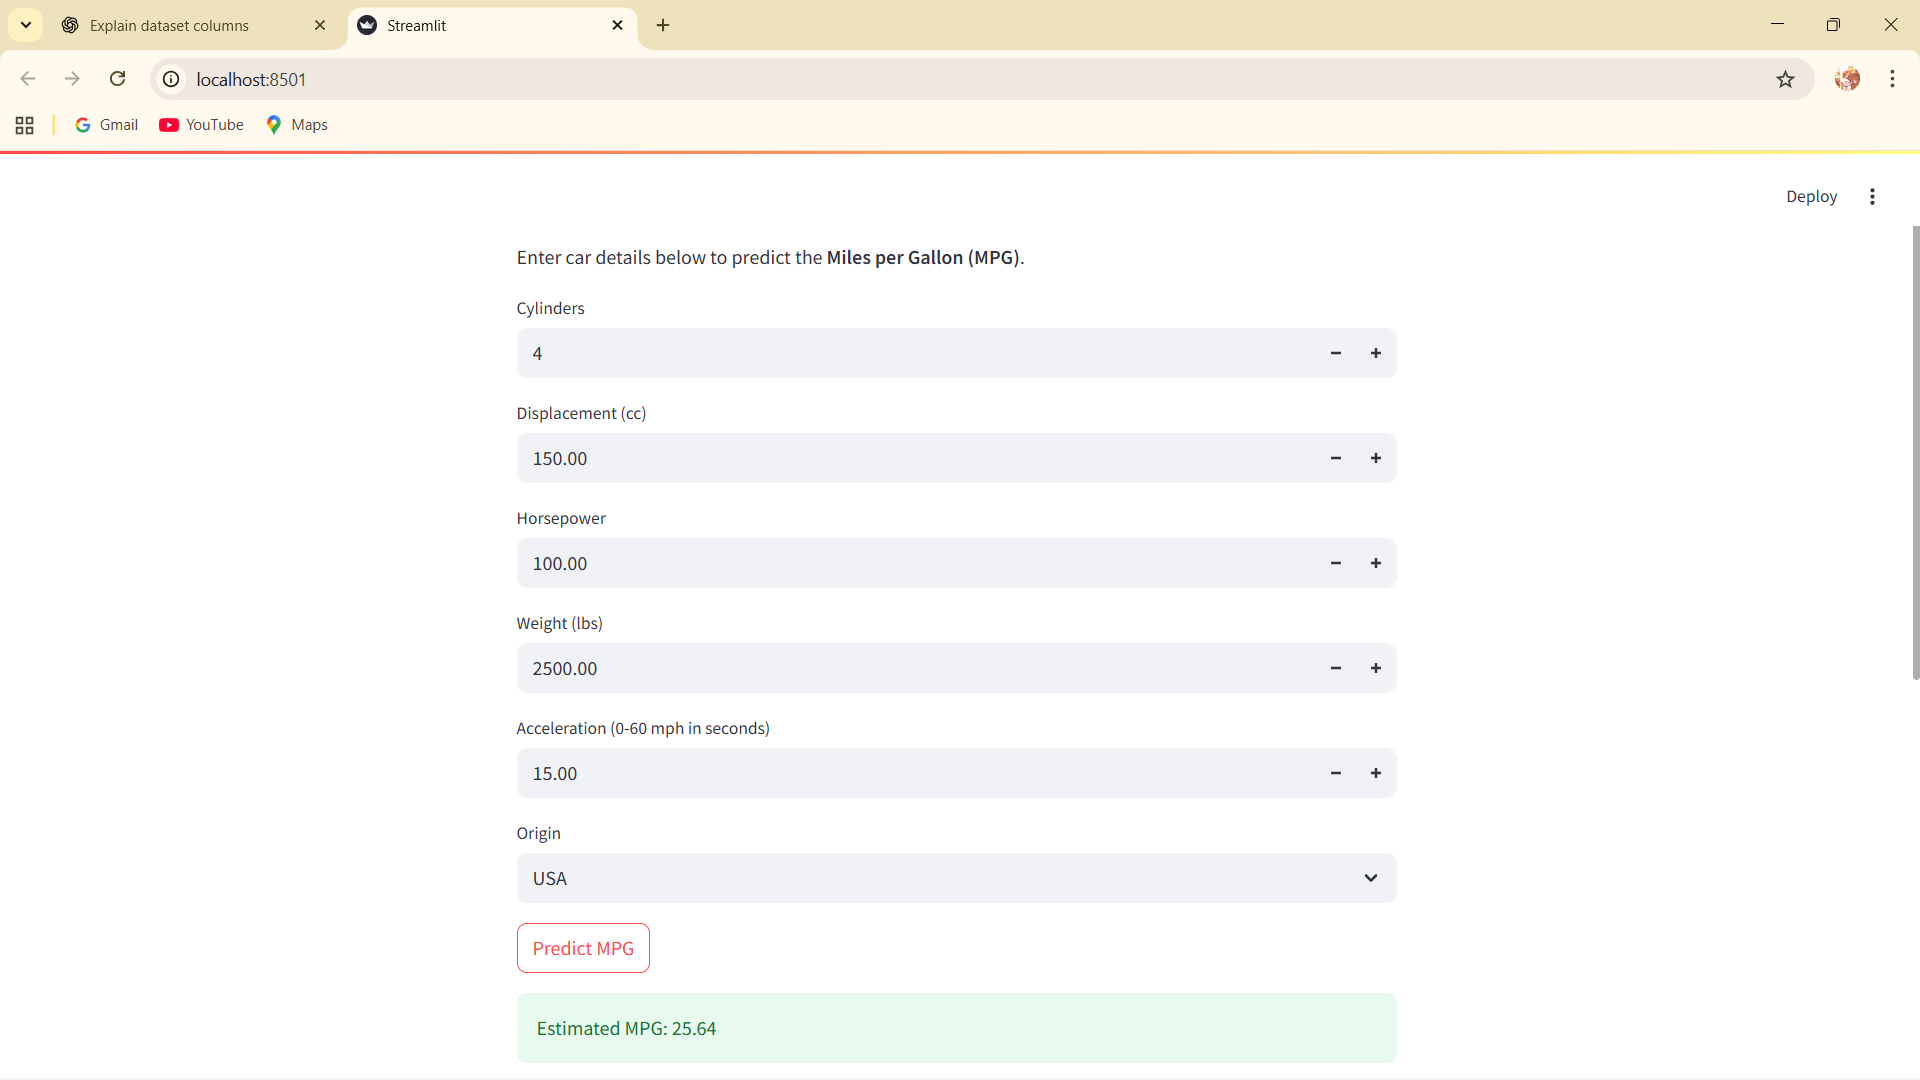 Explain dataset columns
Streamlit
localhost:8501
Gmail
YouTube
Maps
Deploy
Enter car details below to predict the Miles per Gallon (MPG).
Cylinders
4
Displacement (cc)
150.00
Horsepower
100.00
Weight (lbs)
2500.00
Acceleration (0-60 mph in seconds)
15.00
Origin
USA
Predict MPG
Estimated MPG: 25.64